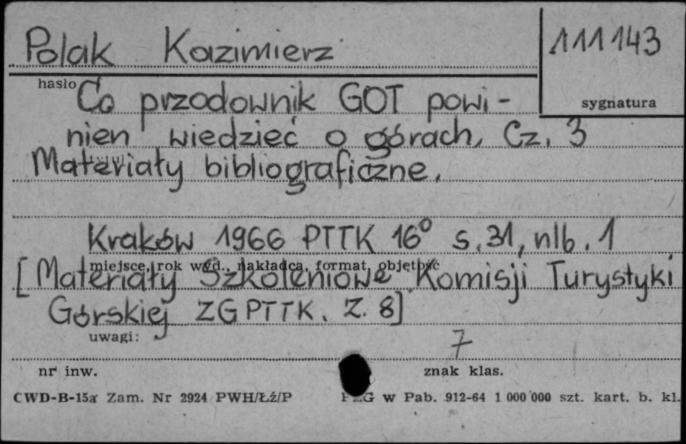 Polak Kazimierz
111143
hasło
Co przodownik GOT powi-
sygnatura
nien wiedzieć o górach, Cz. 3
Materiały bibliograficzne.
Kraków 1966 PTTK 16° s. 31, nlb. 1
miejsce, rok wyd., nakładca, format, objętość
[Materiały Szkoleniowe Komisji Turystyki
Górskiej ZG PTTK. Z. 8]
uwagi:
7
nr inw.
znak klas.
CWD-B-15a Zam. Nr 2924 PWH/Łź/P
w Pab. 912-64 1 000 000 szt. kart. b. kl.